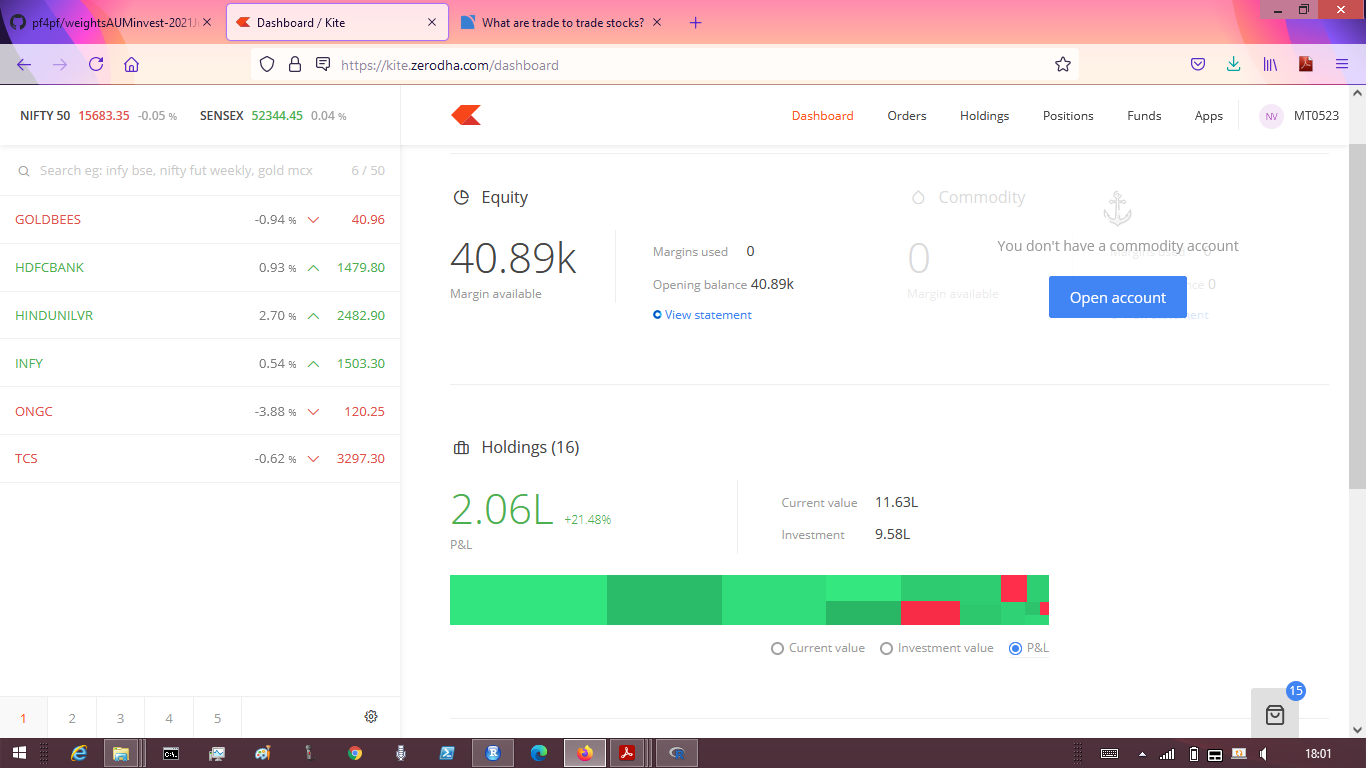 pf4pf/weightsAUMinvest-2021J
Dashboard / Kite
What are trade to trade stocks?
https://kite.zerodha.com/dashboard
NIFTY 50 15683.35 -0.05 %
SENSEX 52344.45 0.04 %
Dashboard
Orders
Holdings
Positions
Funds
Apps
NV
MT0523
Search eg: infy bse, nifty fut weekly, gold mcx
6 / 50
GOLDBEES -0.94 % 40.96
HDFCBANK 0.93 % 1479.80
HINDUNILVR 2.70 % 2482.90
INFY 0.54 % 1503.30
ONGC -3.88 % 120.25
TCS -0.62 % 3297.30
1 2 3 4 5
Equity
40.89k
Margin available
Margins used 0
Opening balance 40.89k
View statement
Commodity
0
Margin available
You don't have a commodity account
Open account
Holdings (16)
2.06L +21.48%
P&L
Current value 11.63L
Investment 9.58L
Current value
Investment value
P&L
15
18:01